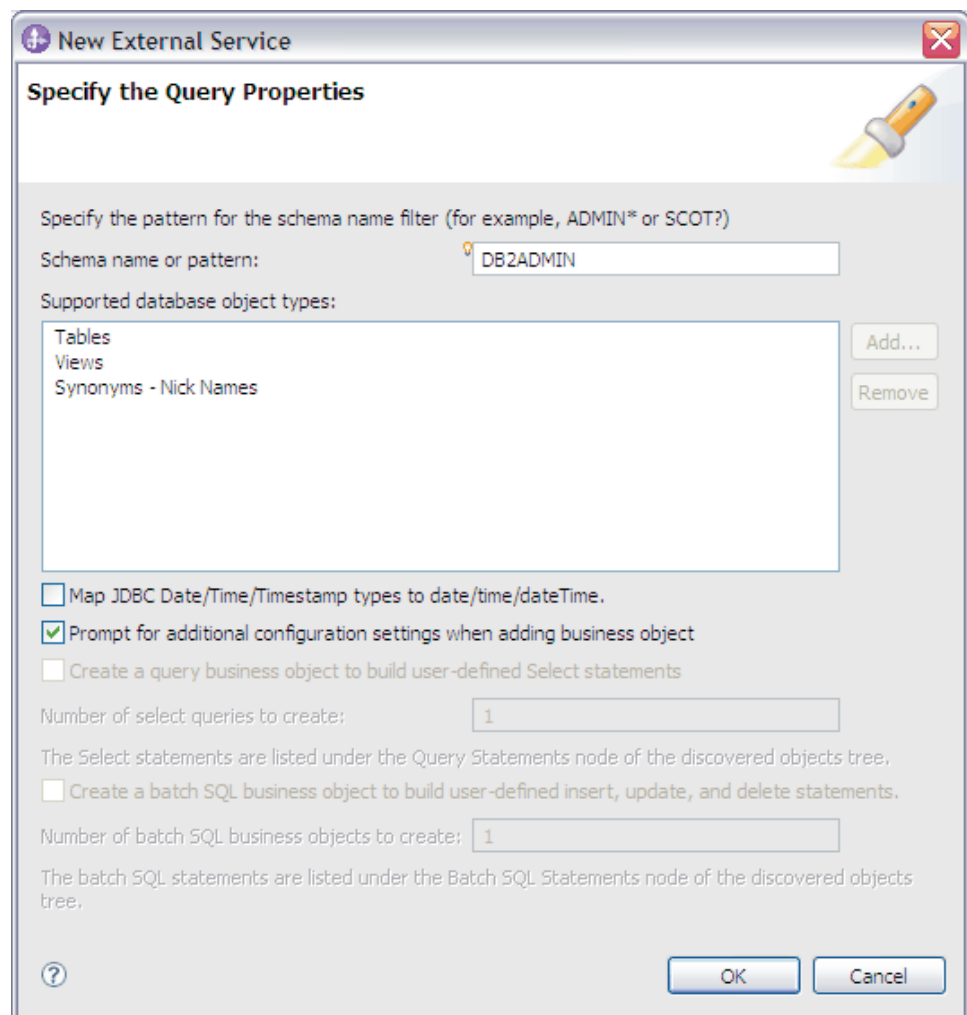 New External Service
Specify the Query Properties
Specify the pattern for the schema name filter (for example, ADMIN* or SCOT?)
Schema name or pattern: DB2ADMIN
Supported database object types:
Tables
Views
Synonyms - Nick Names
Add...
Remove
Map JDBC Date/Time/Timestamp types to date/time/dateTime.
Prompt for additional configuration settings when adding business object
Create a query business object to build user-defined Select statements
Number of select queries to create: 1
The Select statements are listed under the Query Statements node of the discovered objects tree.
Create a batch SQL business object to build user-defined insert, update, and delete statements.
Number of batch SQL business objects to create: 1
The batch SQL statements are listed under the Batch SQL Statements node of the discovered objects
tree.
?
OK Cancel